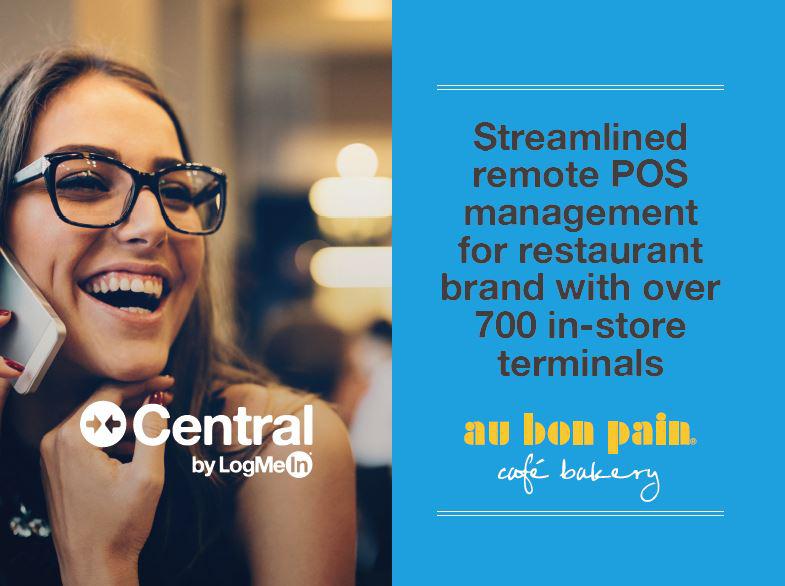 Streamlined
remote POS
management
for restaurant
brand with over
700 in-store
terminals
au bon pain®
café bakery
Central
by LogMeIn